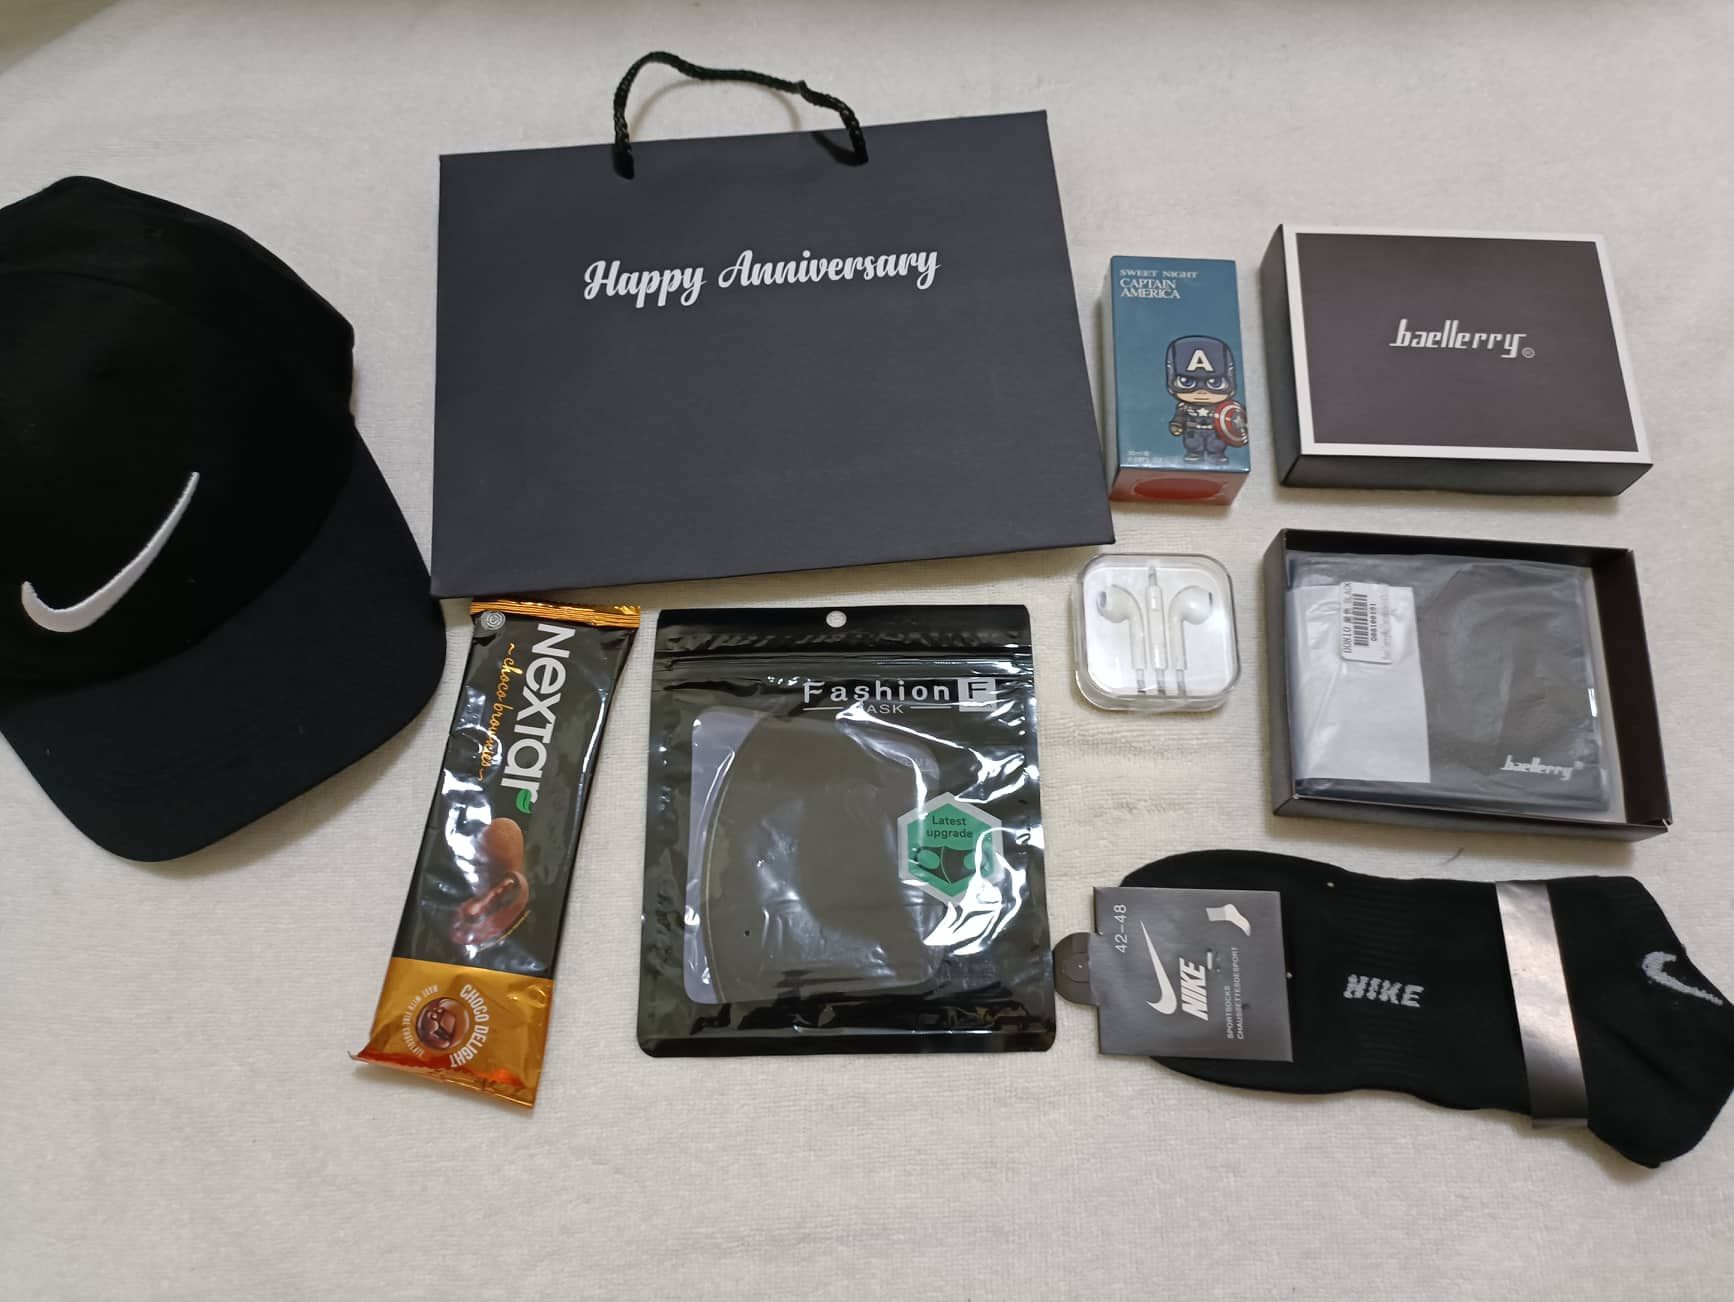 Happy Anniversary
SWEET NIGHT
CAPTAIN
AMERICA
A
baellerry®
Nextar
~choco brownies~
CHOCO DELIGHT
Fashion F
MASK
Latest
upgrade
baellerry
42-48
NIKE
SPORTSOCKS
CHAUSSETTESDESPORT
NIKE